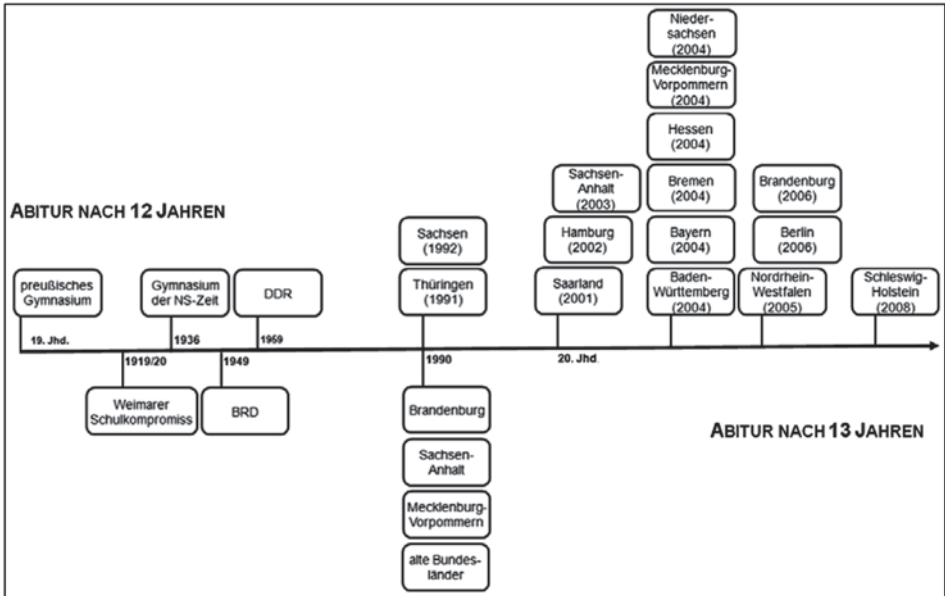 Nieder-
sachsen
(2004)
Mecklenburg-
Vorpommern
(2004)
Hessen
(2004)
Sachsen-
Anhalt
(2003)
Bremen
(2004)
Brandenburg
(2006)
ABITUR NACH 12 JAHREN
Sachsen
(1992)
Hamburg
(2002)
Bayern
(2004)
Berlin
(2006)
preußisches
Gymnasium
Gymnasium
der NS-Zeit
DDR
Thüringen
(1991)
Saarland
(2001)
Baden-
Württemberg
(2004)
Nordrhein-
Westfalen
(2005)
Schleswig-
Holstein
(2008)
19. Jhd.
1919/20
1936
1949
1959
1990
20. Jhd.
Weimarer
Schulkompromiss
BRD
Brandenburg
ABITUR NACH 13 JAHREN
Sachsen-
Anhalt
Mecklenburg-
Vorpommern
alte Bundes-
länder